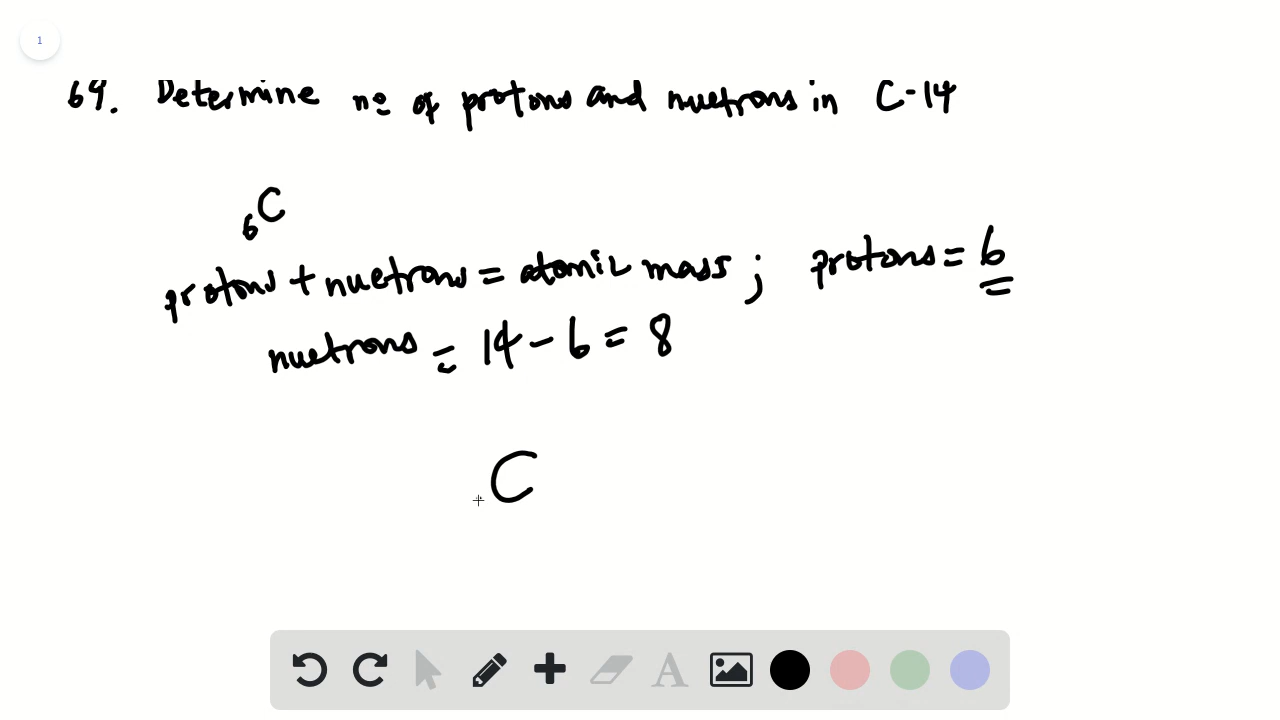 1
69. Determine no of protons and nuetrons in C-14
6C
protons + nuetrons = atomic mass ; protons = 6
nuetrons = 14 - 6 = 8
C
A